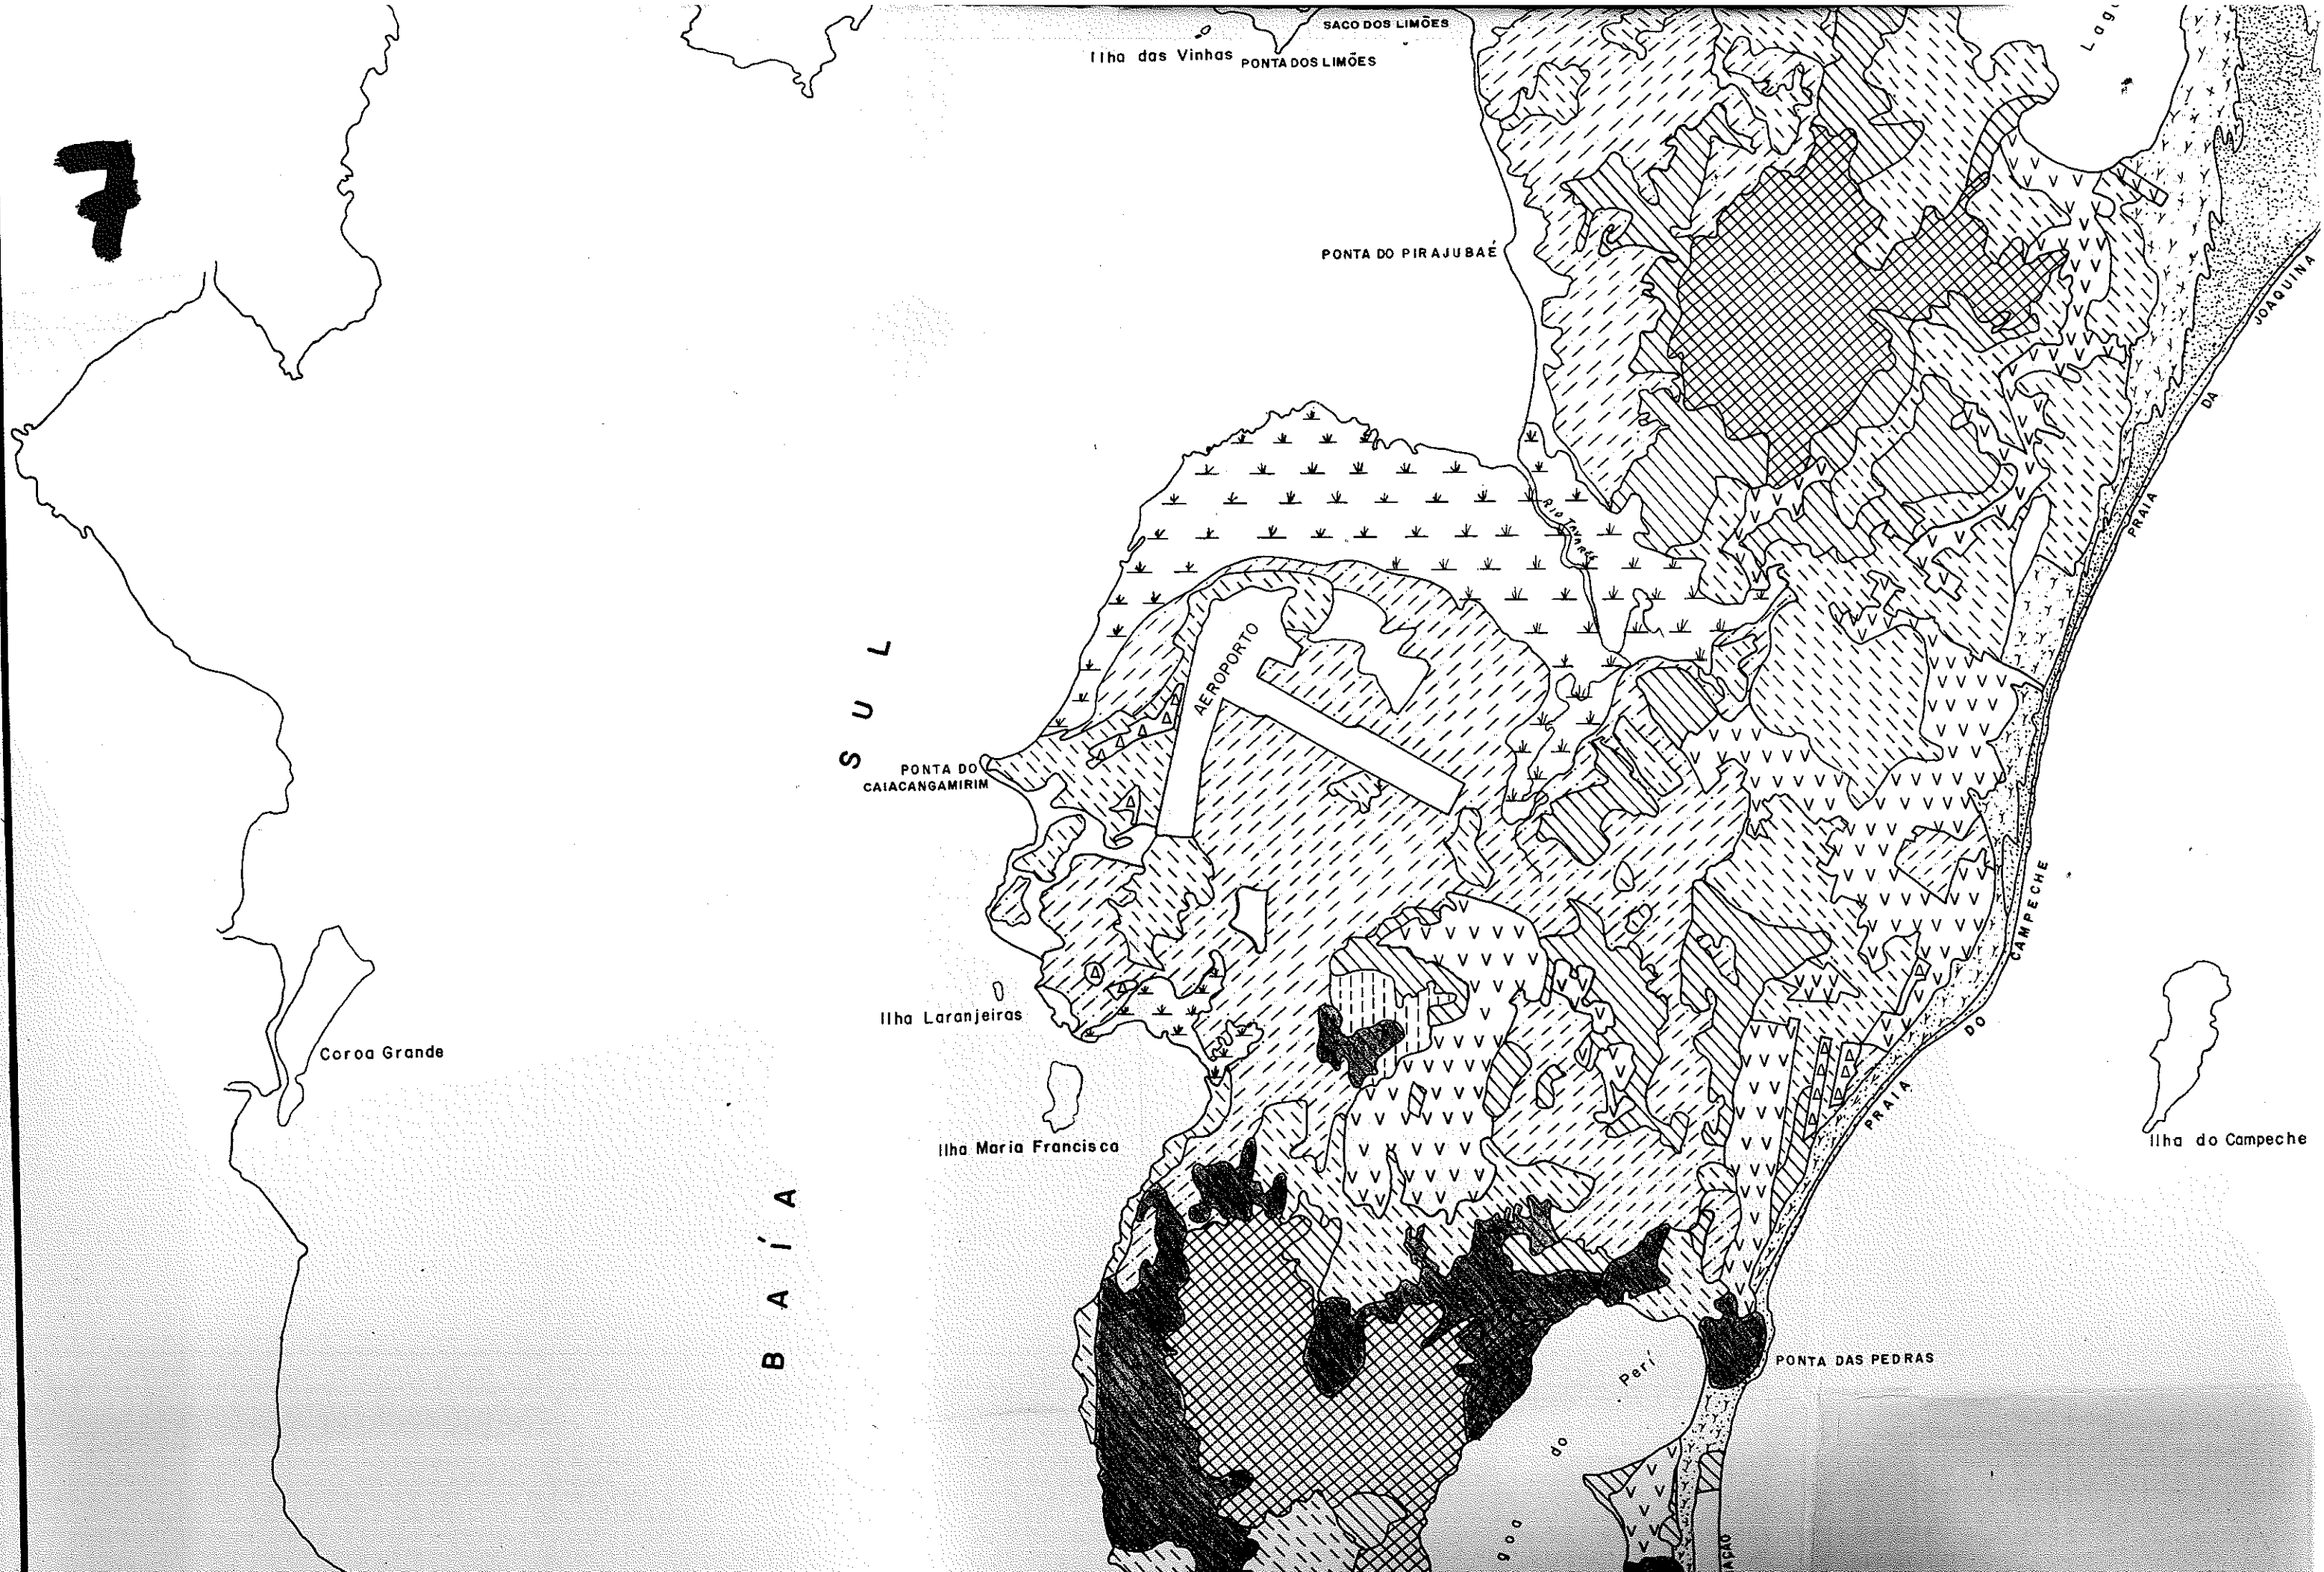 SACO DOS LIMÕES
Ilha das Vinhas
PONTA DOS LIMÕES
7
PONTA DO PIRAJUBAÉ
PRAIA DA JOAQUINA
RIO TAVARES
AEROPORTO
PONTA DO
CAIACANGAMIRIM
BAÍA SUL
PRAIA DO CAMPECHE
Ilha Laranjeiras
Coroa Grande
Ilha Maria Francisca
Ilha do Campeche
PONTA DAS PEDRAS
do Perí